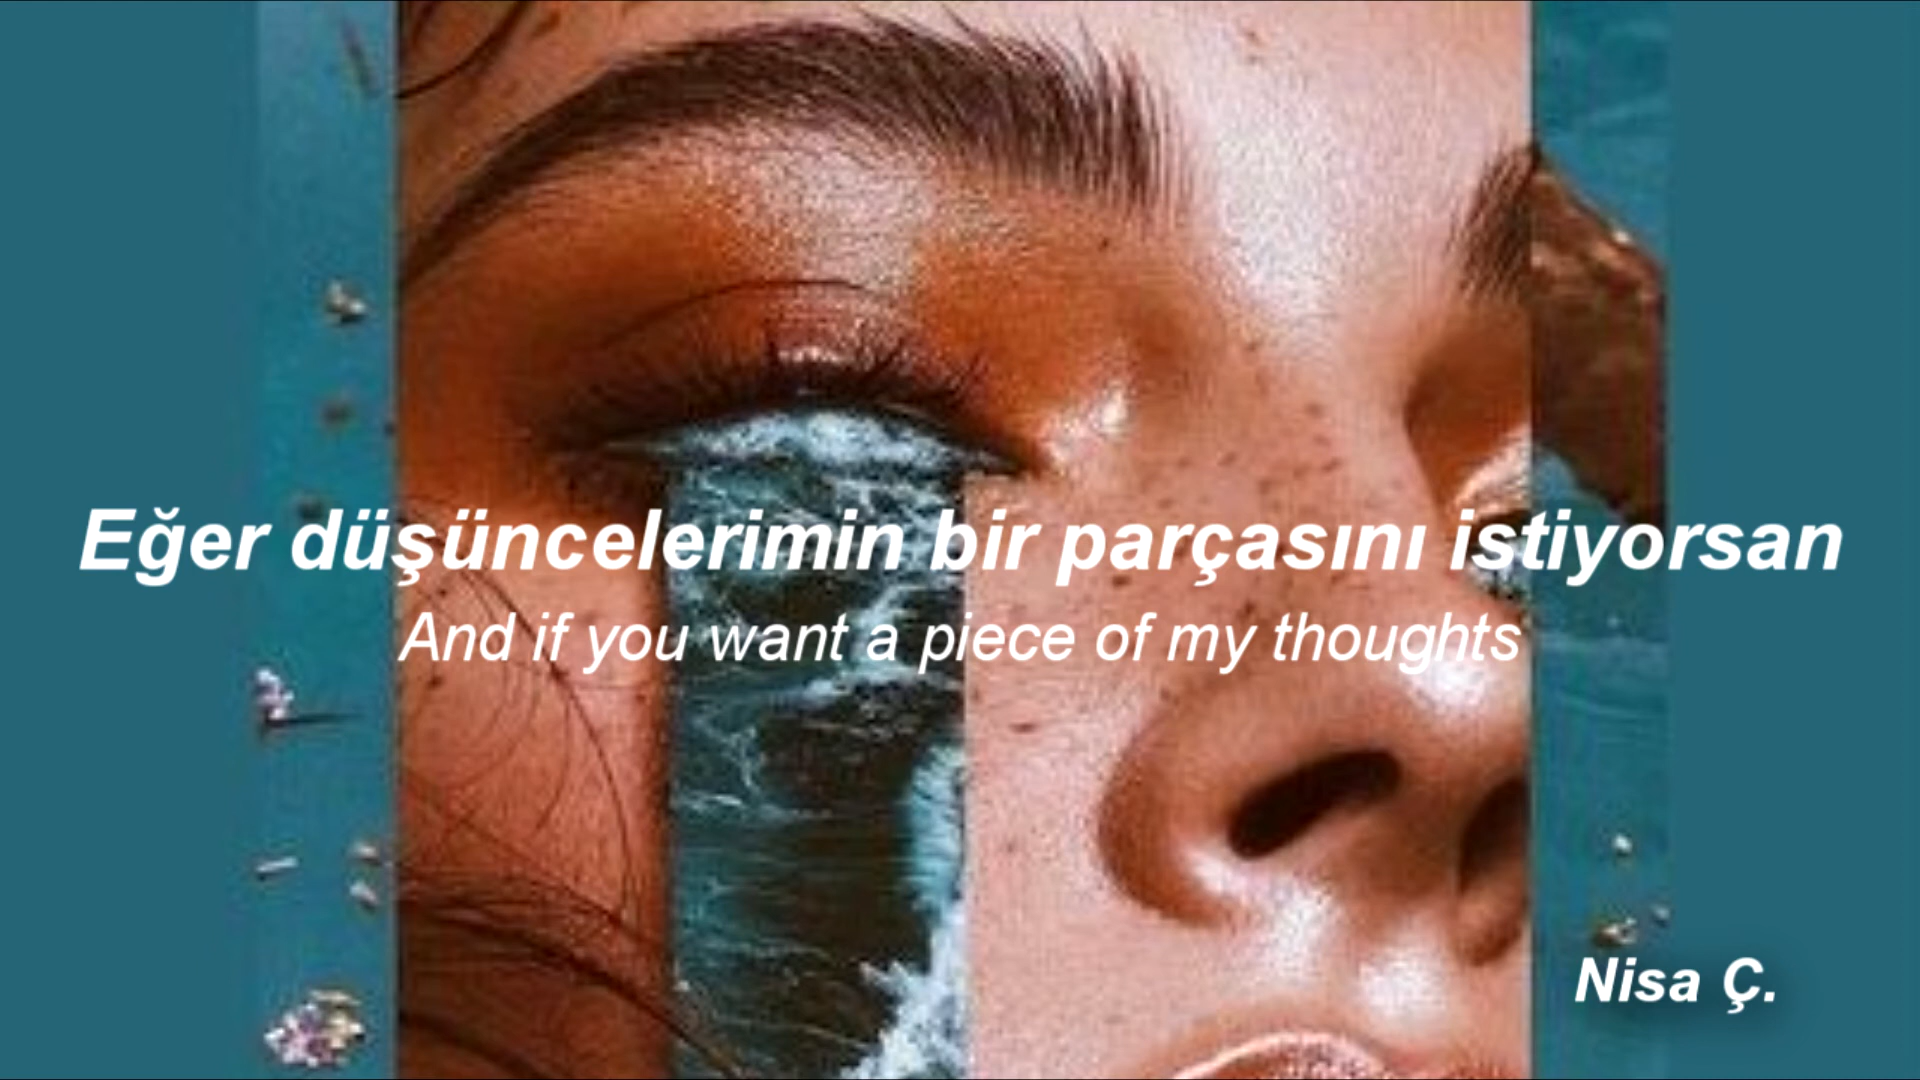 Eğer düşüncelerimin bir parçasını istiyorsan
And if you want a piece of my thoughts
Nisa Ç.